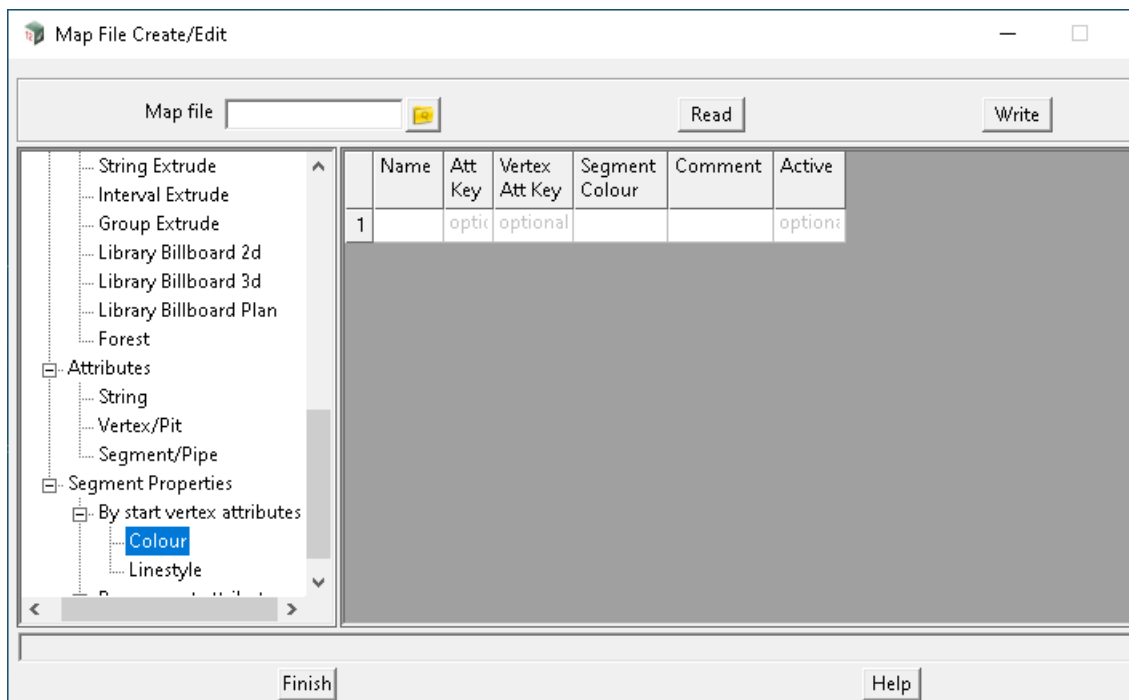 Map File Create/Edit
Map file
Read
Write
String Extrude
Interval Extrude
Group Extrude
Library Billboard 2d
Library Billboard 3d
Library Billboard Plan
Forest
Attributes
String
Vertex/Pit
Segment/Pipe
Segment Properties
By start vertex attributes
Colour
Linestyle
Name Att Key Vertex Att Key Segment Colour Comment Active
1 optional
Finish
Help